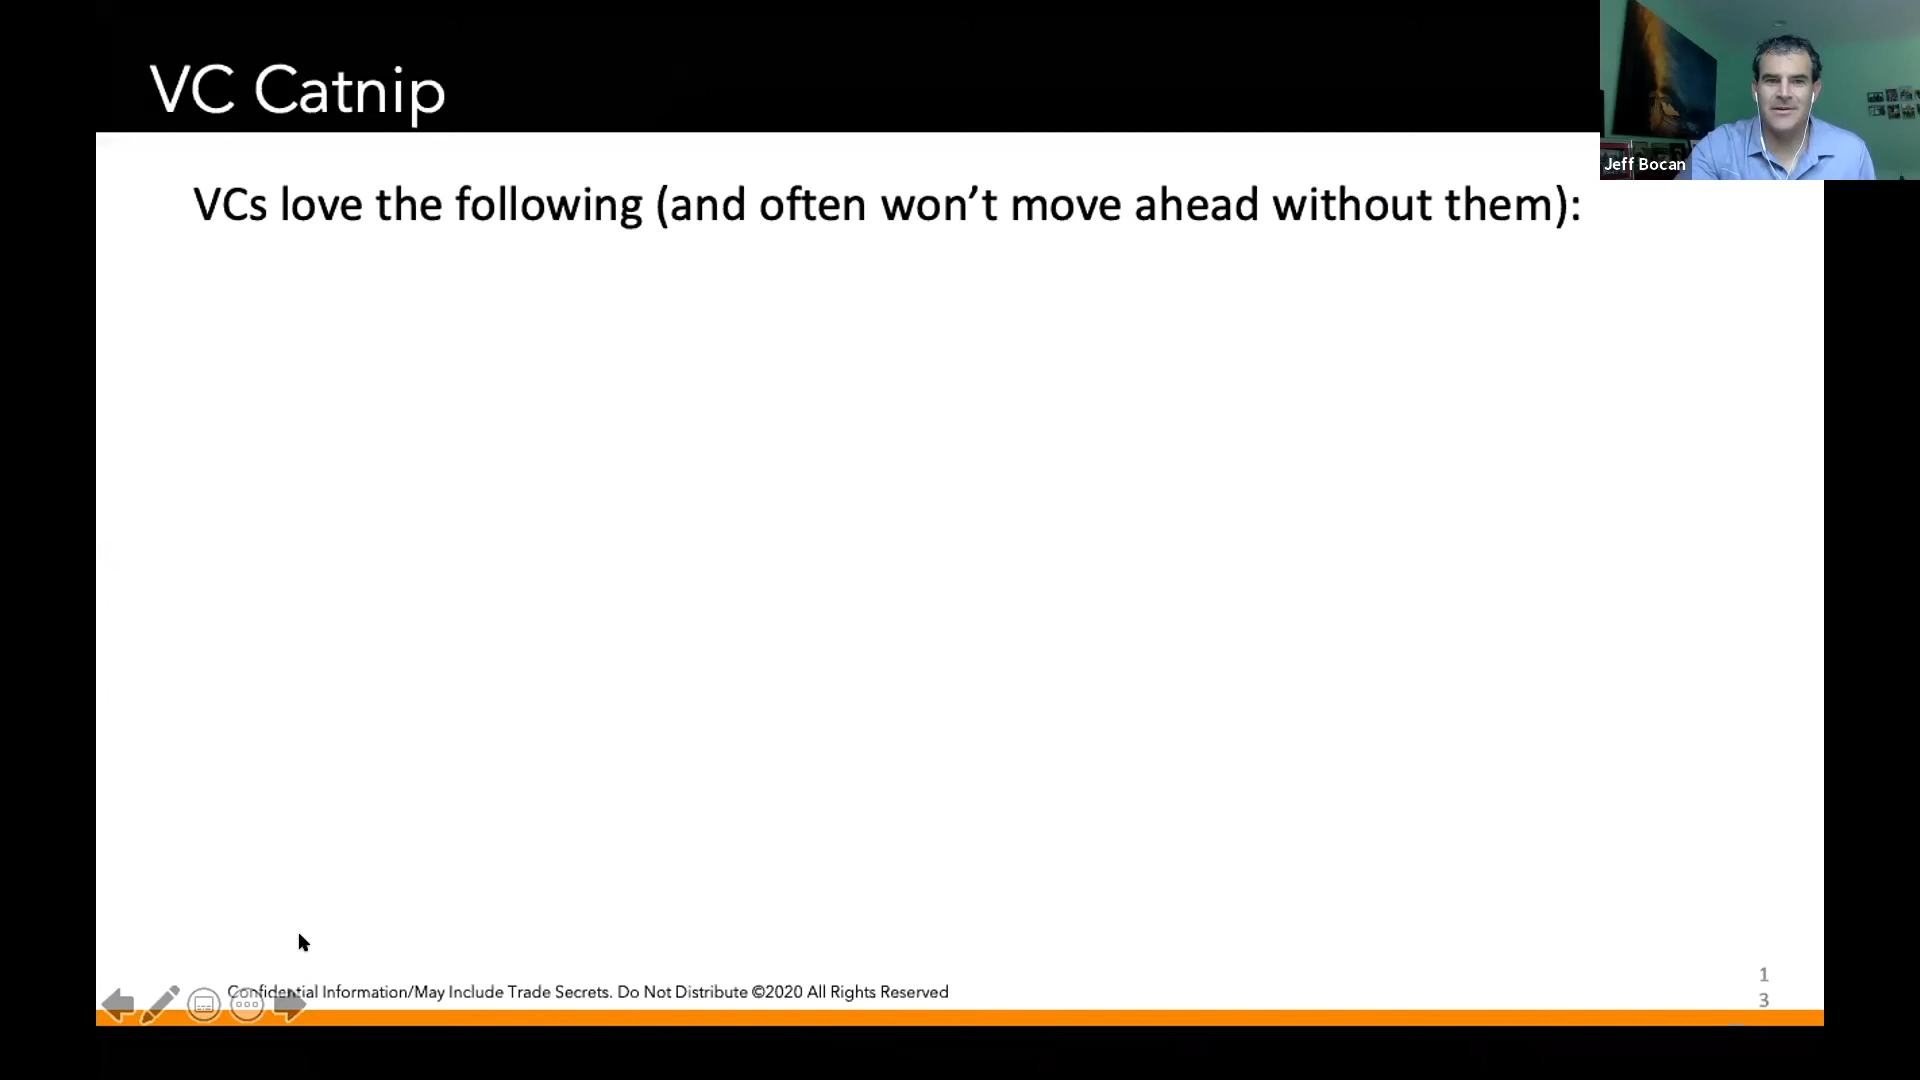 VC Catnip
Jeff Bocan
VCs love the following (and often won’t move ahead without them):
Confidential Information/May Include Trade Secrets. Do Not Distribute ©2020 All Rights Reserved
1
3